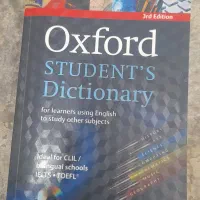 3rd Edition
Oxford
STUDENT'S
Dictionary
for learners using English
to study other subjects
Ideal for CLIL /
bilingual schools
IELTS • TOEFL